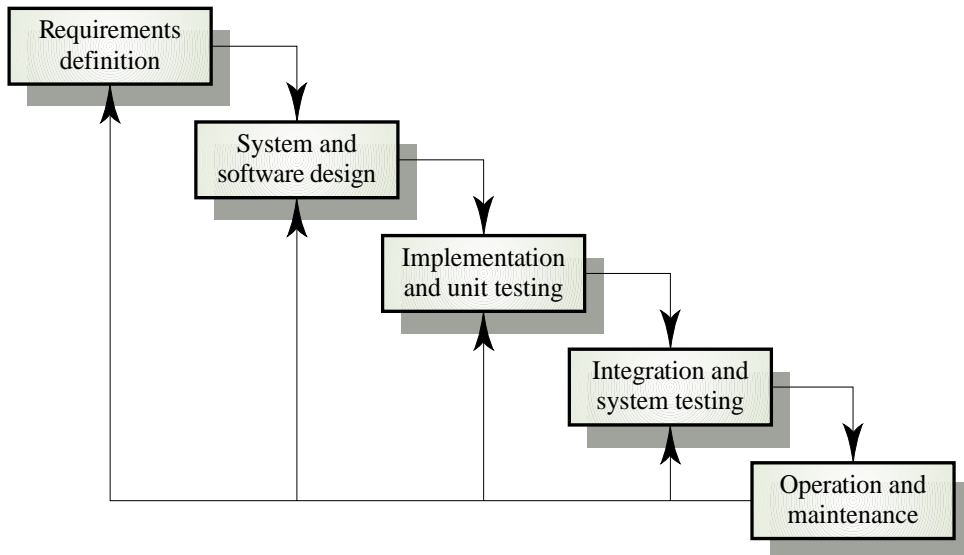 Requirements
definition
System and
software design
Implementation
and unit testing
Integration and
system testing
Operation and
maintenance